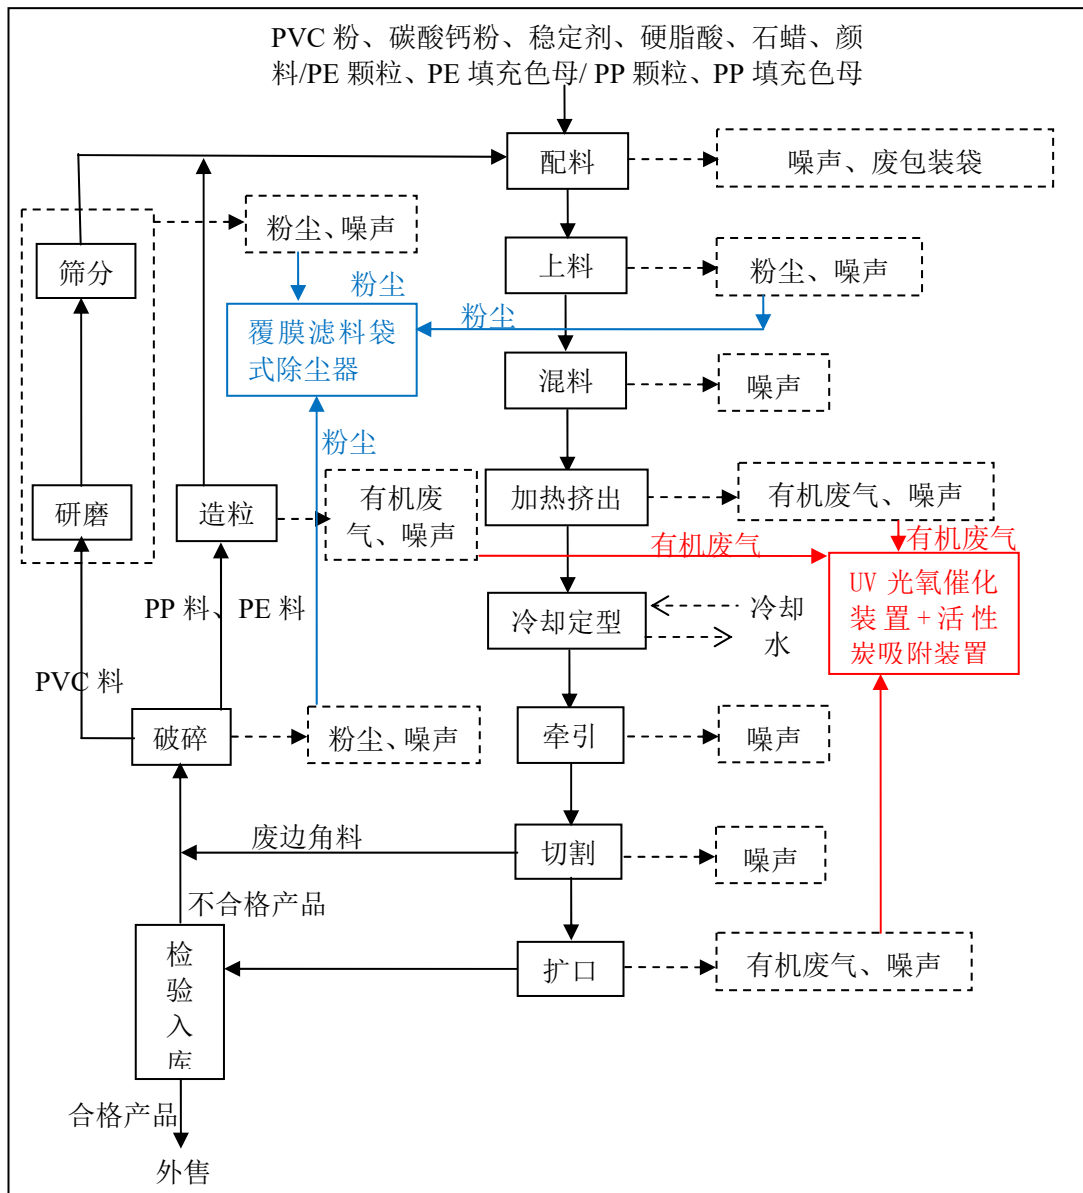 PVC 粉、碳酸钙粉、稳定剂、硬脂酸、石蜡、颜
料/PE 颗粒、PE 填充色母/ PP 颗粒、PP 填充色母
配料
噪声、废包装袋
粉尘、噪声
筛分
上料
粉尘、噪声
粉尘
粉尘
覆膜滤料袋
式除尘器
混料
噪声
粉尘
研磨
造粒
有机废
气、噪声
加热挤出
有机废气、噪声
有机废气
有机废气
UV 光氧催化
装置+活性
炭吸附装置
PP 料、PE 料
冷却定型
冷却
水
PVC 料
破碎
粉尘、噪声
牵引
噪声
废边角料
切割
噪声
不合格产品
检
验
入
库
扩口
有机废气、噪声
合格产品
外售